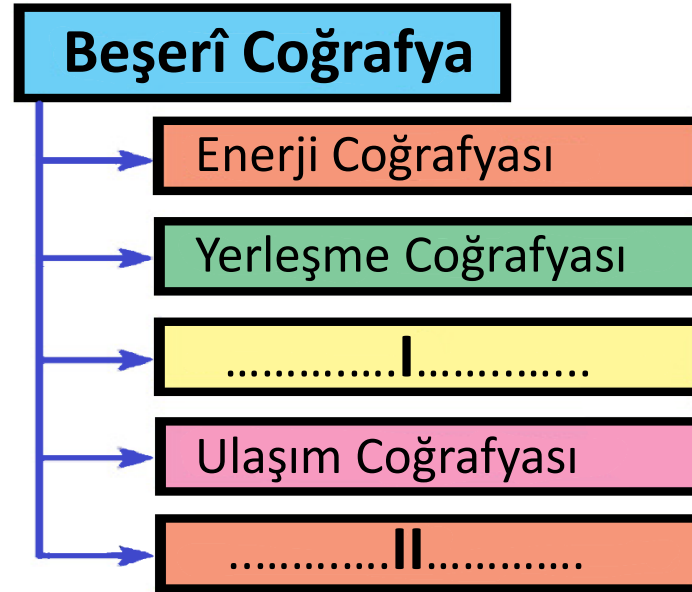 Beşerî Coğrafya
Enerji Coğrafyası
Yerleşme Coğrafyası
..............I..................
Ulaşım Coğrafyası
..............II..............